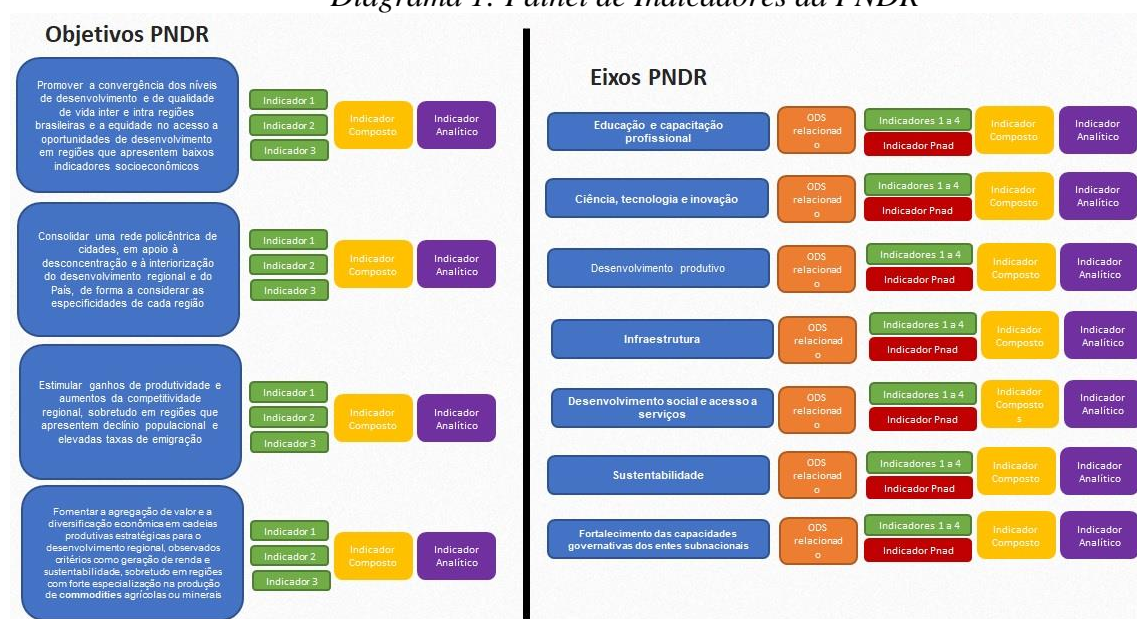 Diagrama 1: Painel de Indicadores da PNDR
Objetivos PNDR
Promover a convergência dos níveis
de desenvolvimento e de qualidade
de vida inter e intra regiões
brasileiras e a equidade no acesso a
oportunidades de desenvolvimento
em regiões que apresentem baixos
indicadores socioeconômicos
Indicador 1
Indicador 2
Indicador 3
Indicador
Composto
Indicador
Analítico
Consolidar uma rede policêntrica de
cidades, em apoio à
desconcentração e à interiorização
do desenvolvimento regional e do
País, de forma a considerar as
especificidades de cada região
Indicador 1
Indicador 2
Indicador 3
Indicador
Composto
Indicador
Analítico
Estimular ganhos de produtividade e
aumentos da competitividade
regional, sobretudo em regiões que
apresentem declínio populacional e
elevadas taxas de emigração
Indicador 1
Indicador 2
Indicador 3
Indicador
Composto
Indicador
Analítico
Fomentar a agregação de valor e a
diversificação econômica em cadeias
produtivas estratégicas para o
desenvolvimento regional, observados
critérios como geração de renda e
sustentabilidade, sobretudo em regiões
com forte especialização na produção
de commodities agrícolas ou minerais
Indicador 1
Indicador 2
Indicador 3
Indicador
Composto
Indicador
Analítico
Eixos PNDR
Educação e capacitação
profissional
ODS
relacionad
o
Indicadores 1 a 4
Indicador Pnad
Indicador
Composto
Indicador
Analítico
Ciência, tecnologia e inovação
ODS
relacionad
o
Indicadores 1 a 4
Indicador Pnad
Indicador
Composto
Indicador
Analítico
Desenvolvimento produtivo
ODS
relacionad
o
Indicadores 1 a 4
Indicador Pnad
Indicador
Composto
Indicador
Analítico
Infraestrutura
ODS
relacionad
o
Indicadores 1 a 4
Indicador Pnad
Indicador
Composto
Indicador
Analítico
Desenvolvimento social e acesso a
serviços
ODS
relacionad
o
Indicadores 1 a 4
Indicador Pnad
Indicador
Composto
s
Indicador
Analítico
Sustentabilidade
ODS
relacionad
o
Indicadores 1 a 4
Indicador Pnad
Indicador
Composto
Indicador
Analítico
Fortalecimento das capacidades
governativas dos entes subnacionais
ODS
relacionad
o
Indicadores 1 a 4
Indicador Pnad
Indicador
Composto
Indicador
Analítico